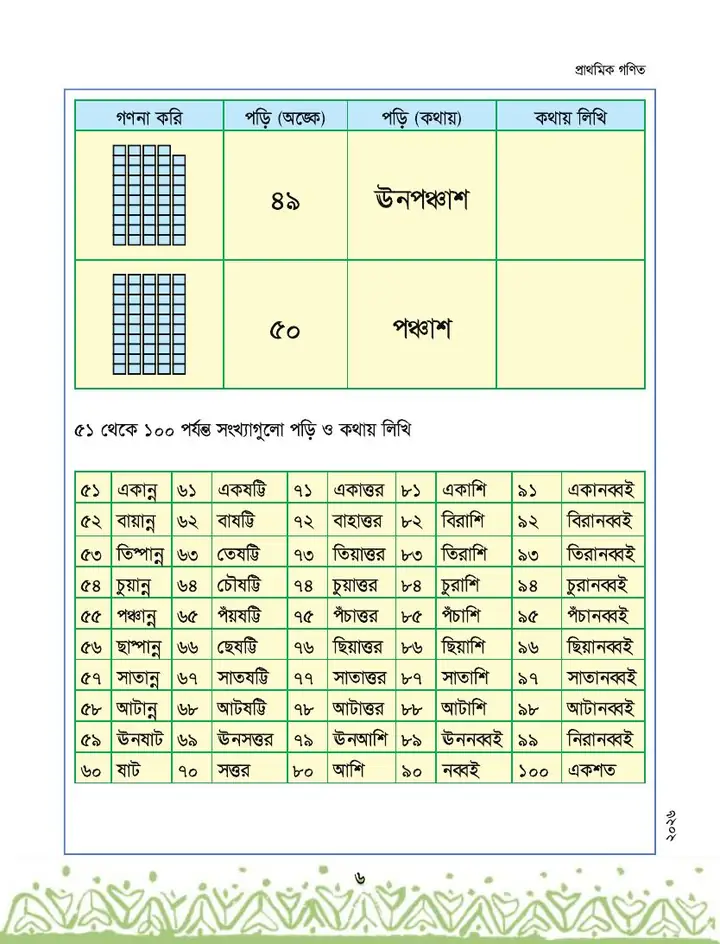 প্রাথমিক গণিত
গণনা করি পড়ি (অঙ্কে) পড়ি (কথায়) কথায় লিখি
৪৯ ঊনপঞ্চাশ
৫০ পঞ্চাশ
৫১ থেকে ১০০ পর্যন্ত সংখ্যাগুলো পড়ি ও কথায় লিখি
৫১ একান্ন ৬১ একষট্টি ৭১ একাত্তর ৮১ একাশি ৯১ একানব্বই
৫২ বায়ান্ন ৬২ বাষট্টি ৭২ বাহাত্তর ৮২ বিরাশি ৯২ বিরানব্বই
৫৩ তিপ্পান্ন ৬৩ তেষট্টি ৭৩ তিয়াত্তর ৮৩ তিরাশি ৯৩ তিরানব্বই
৫৪ চুয়ান্ন ৬৪ চৌষট্টি ৭৪ চুয়াত্তর ৮৪ চুরাশি ৯৪ চুরানব্বই
৫৫ পঞ্চান্ন ৬৫ পঁয়ষট্টি ৭৫ পঁচাত্তর ৮৫ পঁচাশি ৯৫ পঁচানব্বই
৫৬ ছাপ্পান্ন ৬৬ ছেষট্টি ৭৬ ছিয়াত্তর ৮৬ ছিয়াশি ৯৬ ছিয়ানব্বই
৫৭ সাতান্ন ৬৭ সাতষট্টি ৭৭ সাতাত্তর ৮৭ সাতাশি ৯৭ সাতানব্বই
৫৮ আটান্ন ৬৮ আটষট্টি ৭৮ আটাত্তর ৮৮ আটাশি ৯৮ আটানব্বই
৫৯ ঊনষাট ৬৯ ঊনসত্তর ৭৯ ঊনআশি ৮৯ ঊননব্বই ৯৯ নিরানব্বই
৬০ ষাট ৭০ সত্তর ৮০ আশি ৯০ নব্বই ১০০ একশত
২০২৬
৬